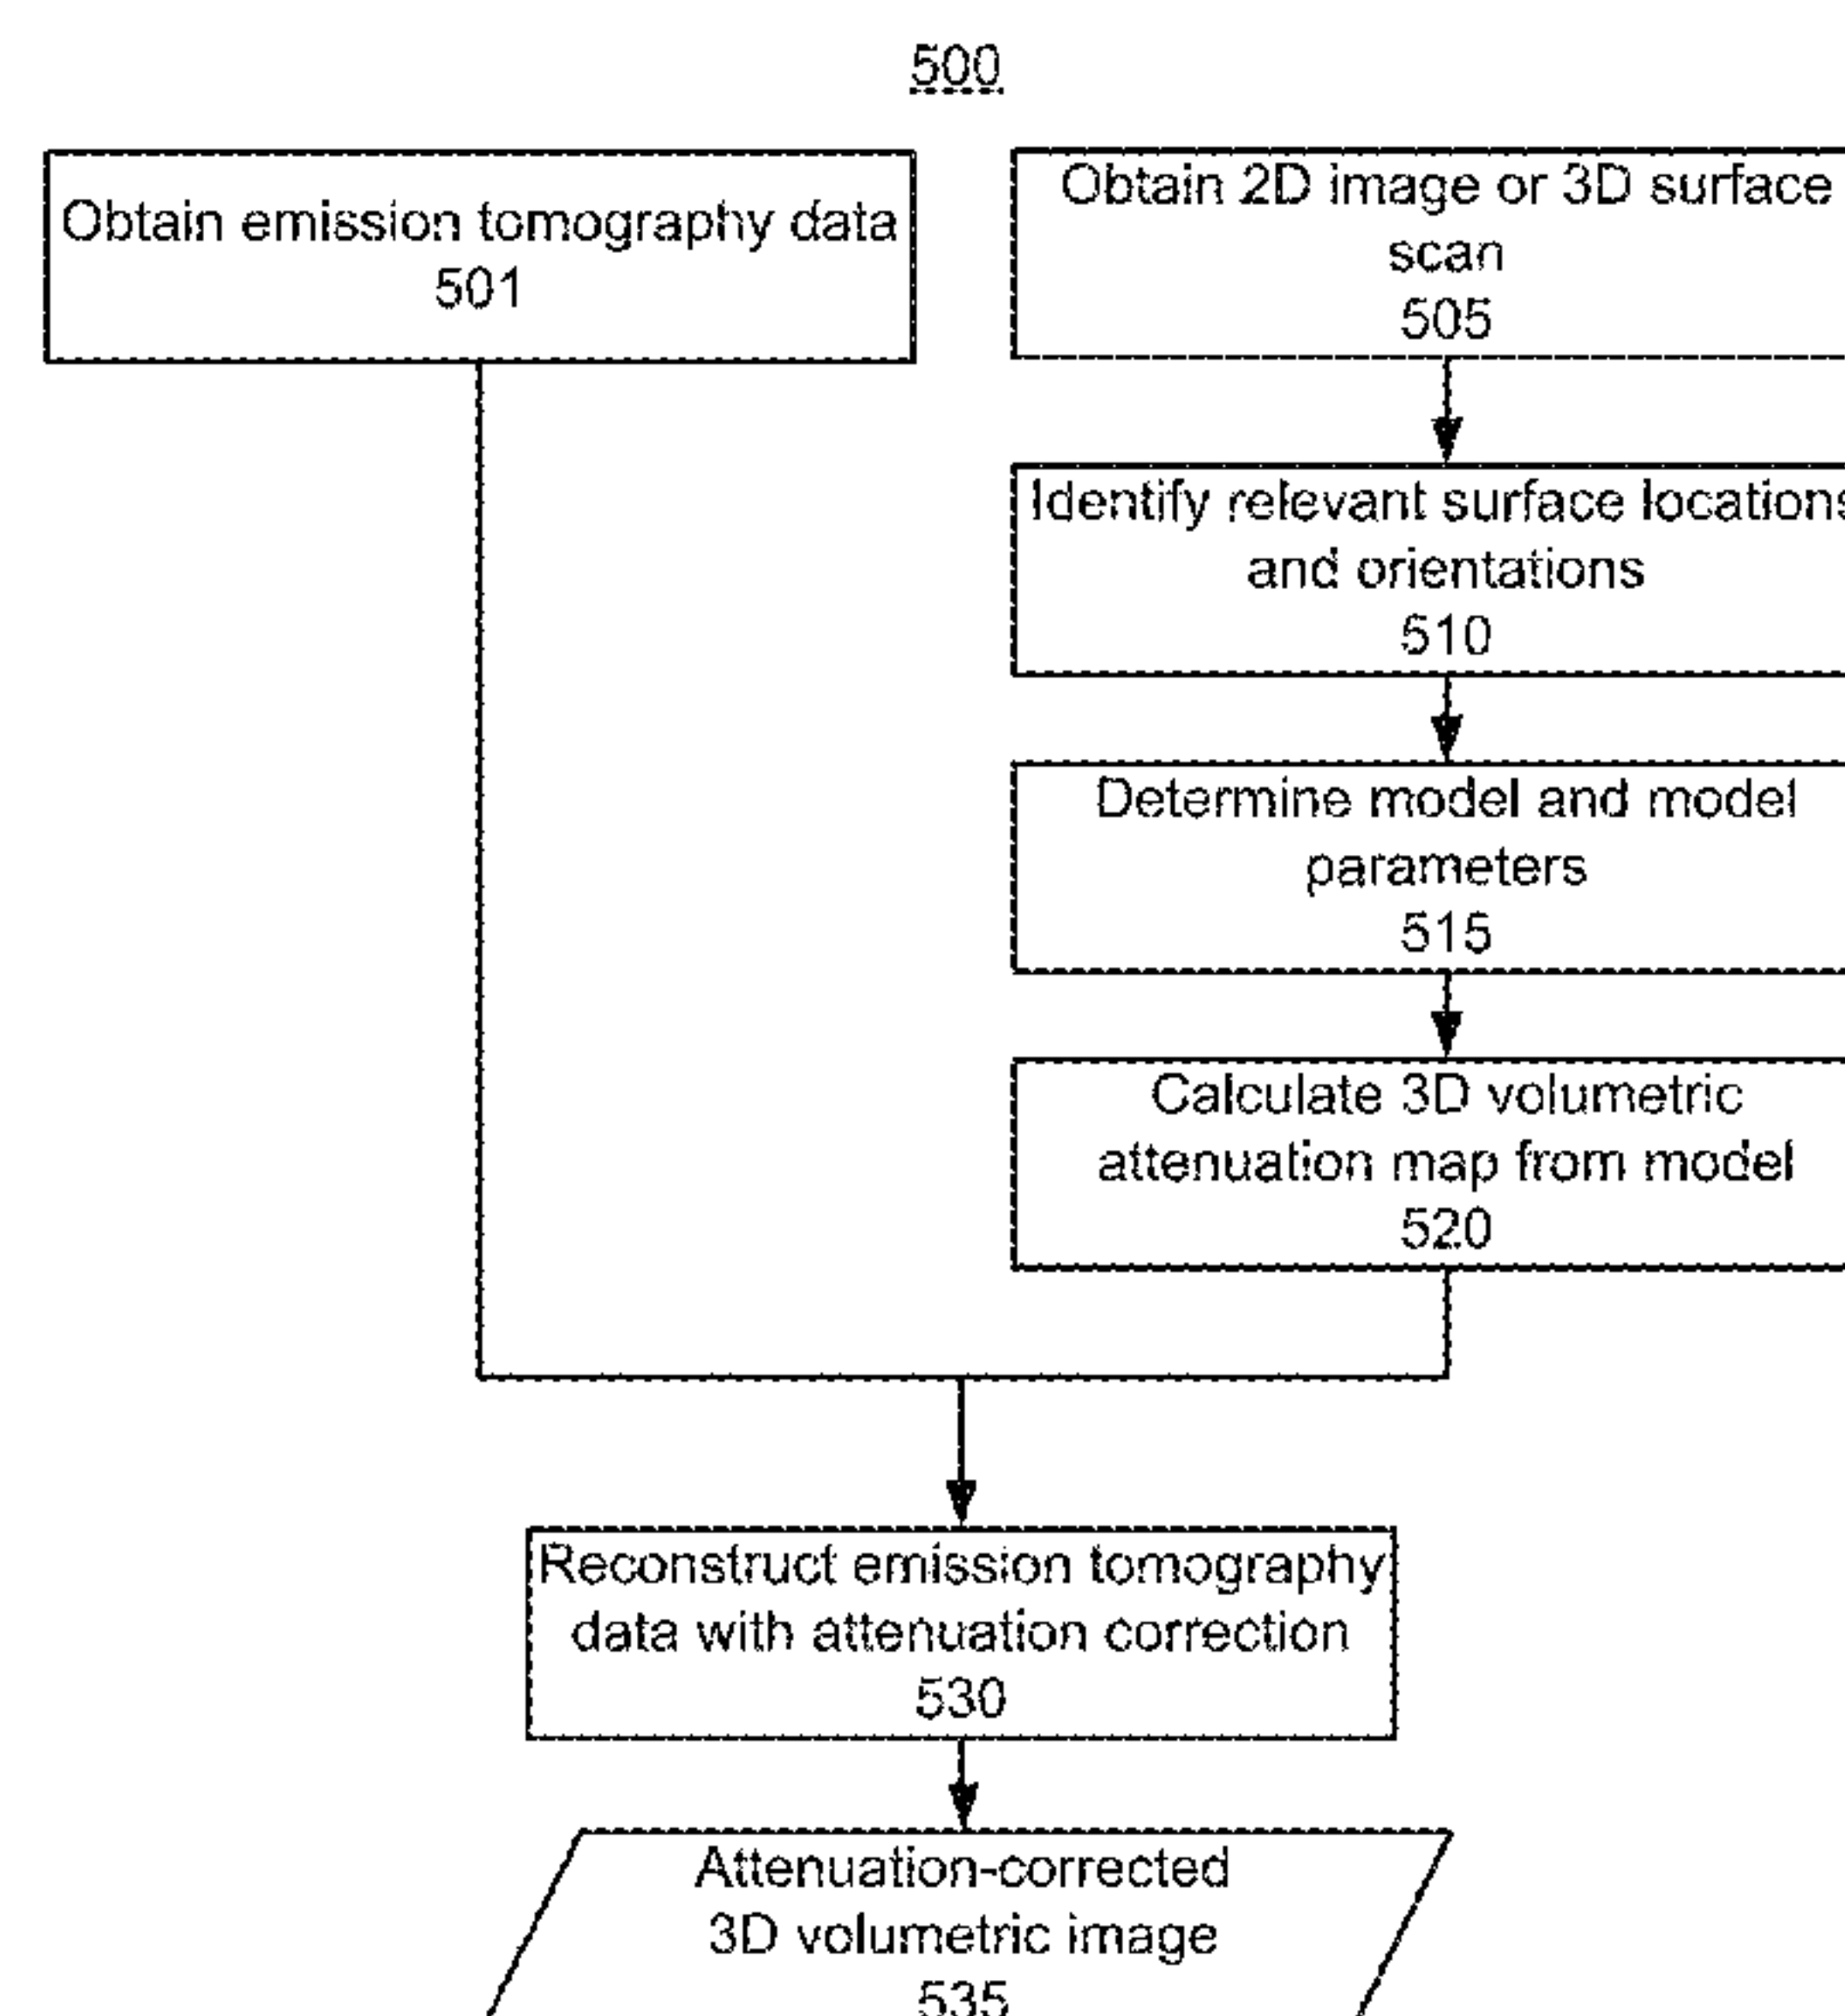 500
Obtain emission tomography data
501
Obtain 2D image or 3D surface
scan
505
Identify relevant surface locations
and orientations
510
Determine model and model
parameters
515
Calculate 3D volumetric
attenuation map from model
520
Reconstruct emission tomography
data with attenuation correction
530
Attenuation-corrected
3D volumetric image
535